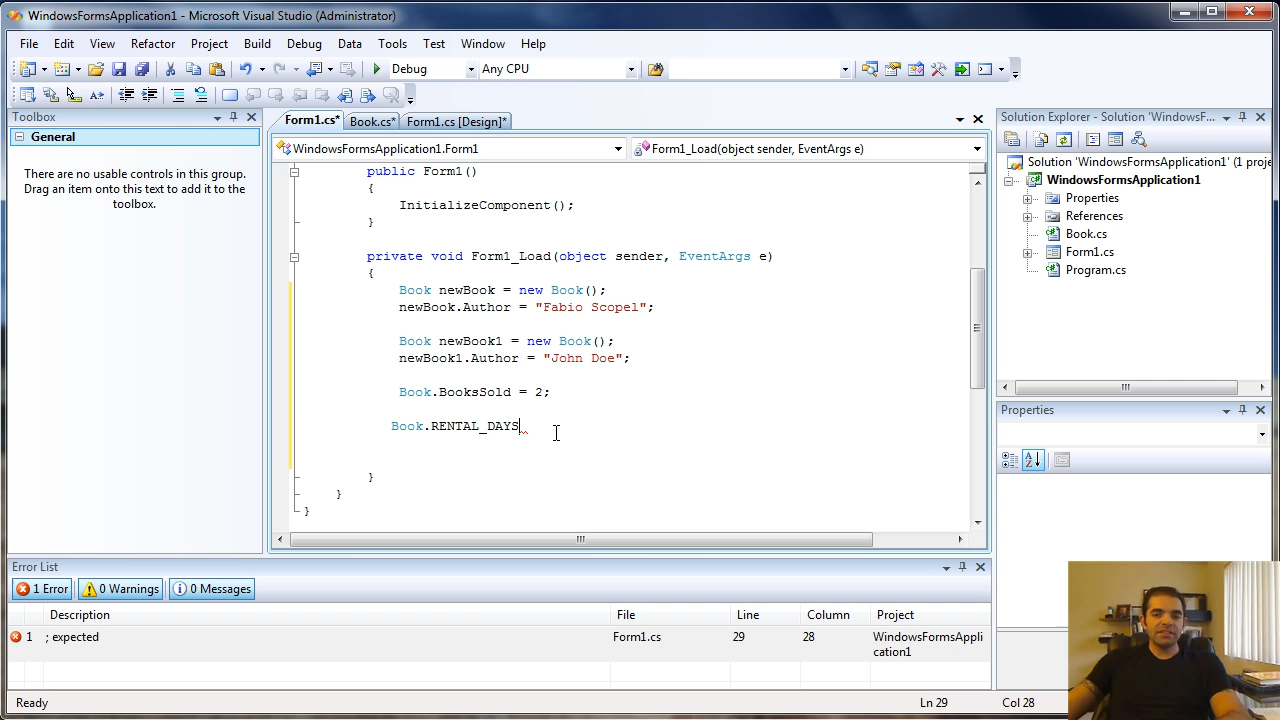 WindowsFormsApplication1 - Microsoft Visual Studio (Administrator)
File Edit View Refactor Project Build Debug Data Tools Test Window Help
Debug Any CPU
Toolbox
General
There are no usable controls in this group.
Drag an item onto this text to add it to the
toolbox.
Form1.cs* Book.cs* Form1.cs [Design]*
WindowsFormsApplication1.Form1 Form1_Load(object sender, EventArgs e)
public Form1()
{
InitializeComponent();
}
private void Form1_Load(object sender, EventArgs e)
{
Book newBook = new Book();
newBook.Author = "Fabio Scopel";
Book newBook1 = new Book();
newBook1.Author = "John Doe";
Book.BooksSold = 2;
Book.RENTAL_DAYS
}
}
}
Solution Explorer - Solution 'WindowsF...
Solution 'WindowsFormsApplication1' (1 proje
WindowsFormsApplication1
Properties
References
Book.cs
Form1.cs
Program.cs
Properties
Error List
1 Error 0 Warnings 0 Messages
Description File Line Column Project
1 ; expected Form1.cs 29 28 WindowsFormsAppli
cation1
Ready Ln 29 Col 28